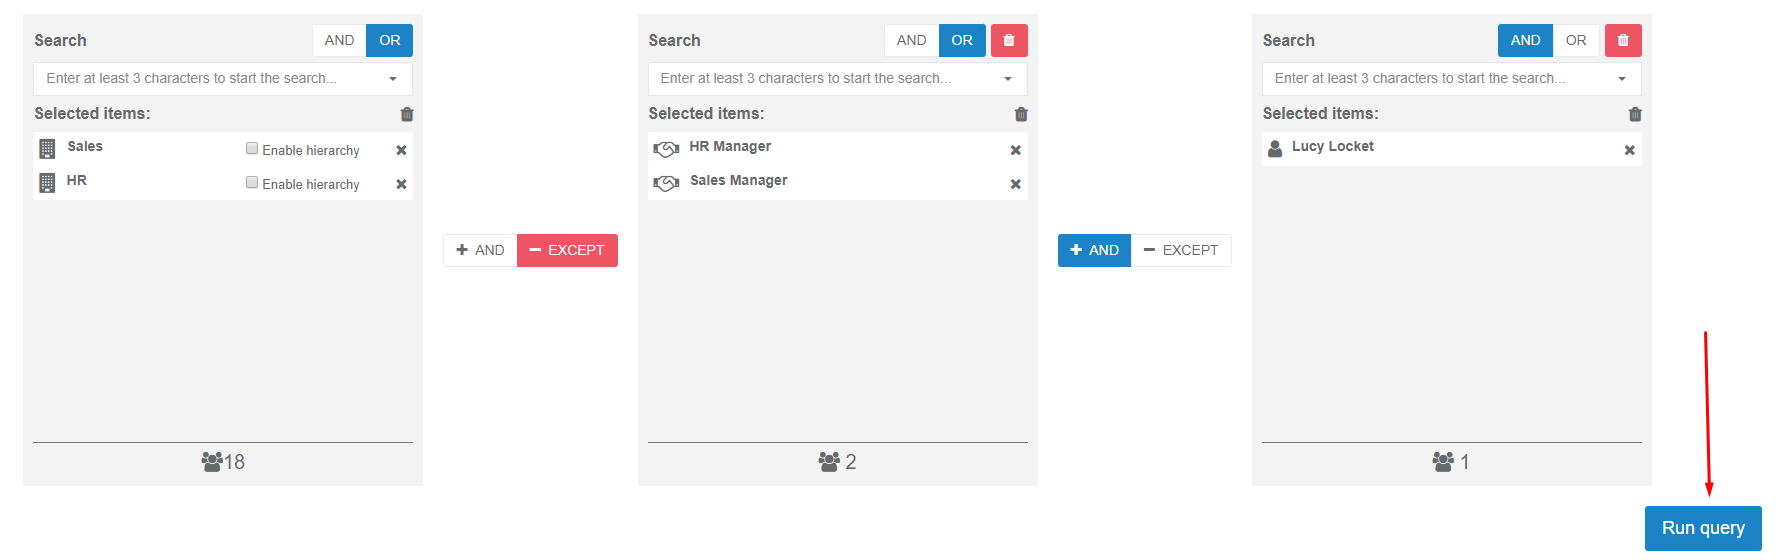 Search AND OR
Enter at least 3 characters to start the search...
Selected items:
Sales Enable hierarchy
HR Enable hierarchy
18
AND EXCEPT
Search AND OR
Enter at least 3 characters to start the search...
Selected items:
HR Manager
Sales Manager
2
AND EXCEPT
Search AND OR
Enter at least 3 characters to start the search...
Selected items:
Lucy Locket
1
Run query